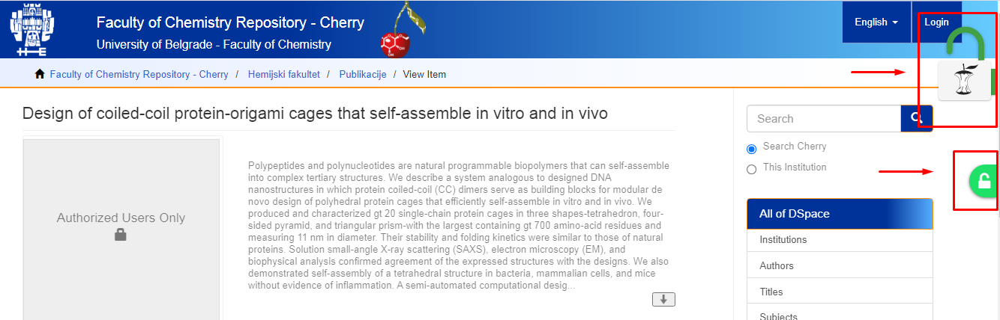 Faculty of Chemistry Repository - Cherry
University of Belgrade - Faculty of Chemistry
English
Login
Faculty of Chemistry Repository - Cherry / Hemijski fakultet / Publikacije / View Item
Design of coiled-coil protein-origami cages that self-assemble in vitro and in vivo
Authorized Users Only
Polypeptides and polynucleotides are natural programmable biopolymers that can self-assemble
into complex tertiary structures. We describe a system analogous to designed DNA
nanostructures in which protein coiled-coil (CC) dimers serve as building blocks for modular de
novo design of polyhedral protein cages that efficiently self-assemble in vitro and in vivo. We
produced and characterized gt 20 single-chain protein cages in three shapes-tetrahedron, four-
sided pyramid, and triangular prism-with the largest containing gt 700 amino-acid residues and
measuring 11 nm in diameter. Their stability and folding kinetics were similar to those of natural
proteins. Solution small-angle X-ray scattering (SAXS), electron microscopy (EM), and
biophysical analysis confirmed agreement of the expressed structures with the designs. We also
demonstrated self-assembly of a tetrahedral structure in bacteria, mammalian cells, and mice
without evidence of inflammation. A semi-automated computational desig...
Search
Search Cherry
This Institution
All of DSpace
Institutions
Authors
Titles
Subjects